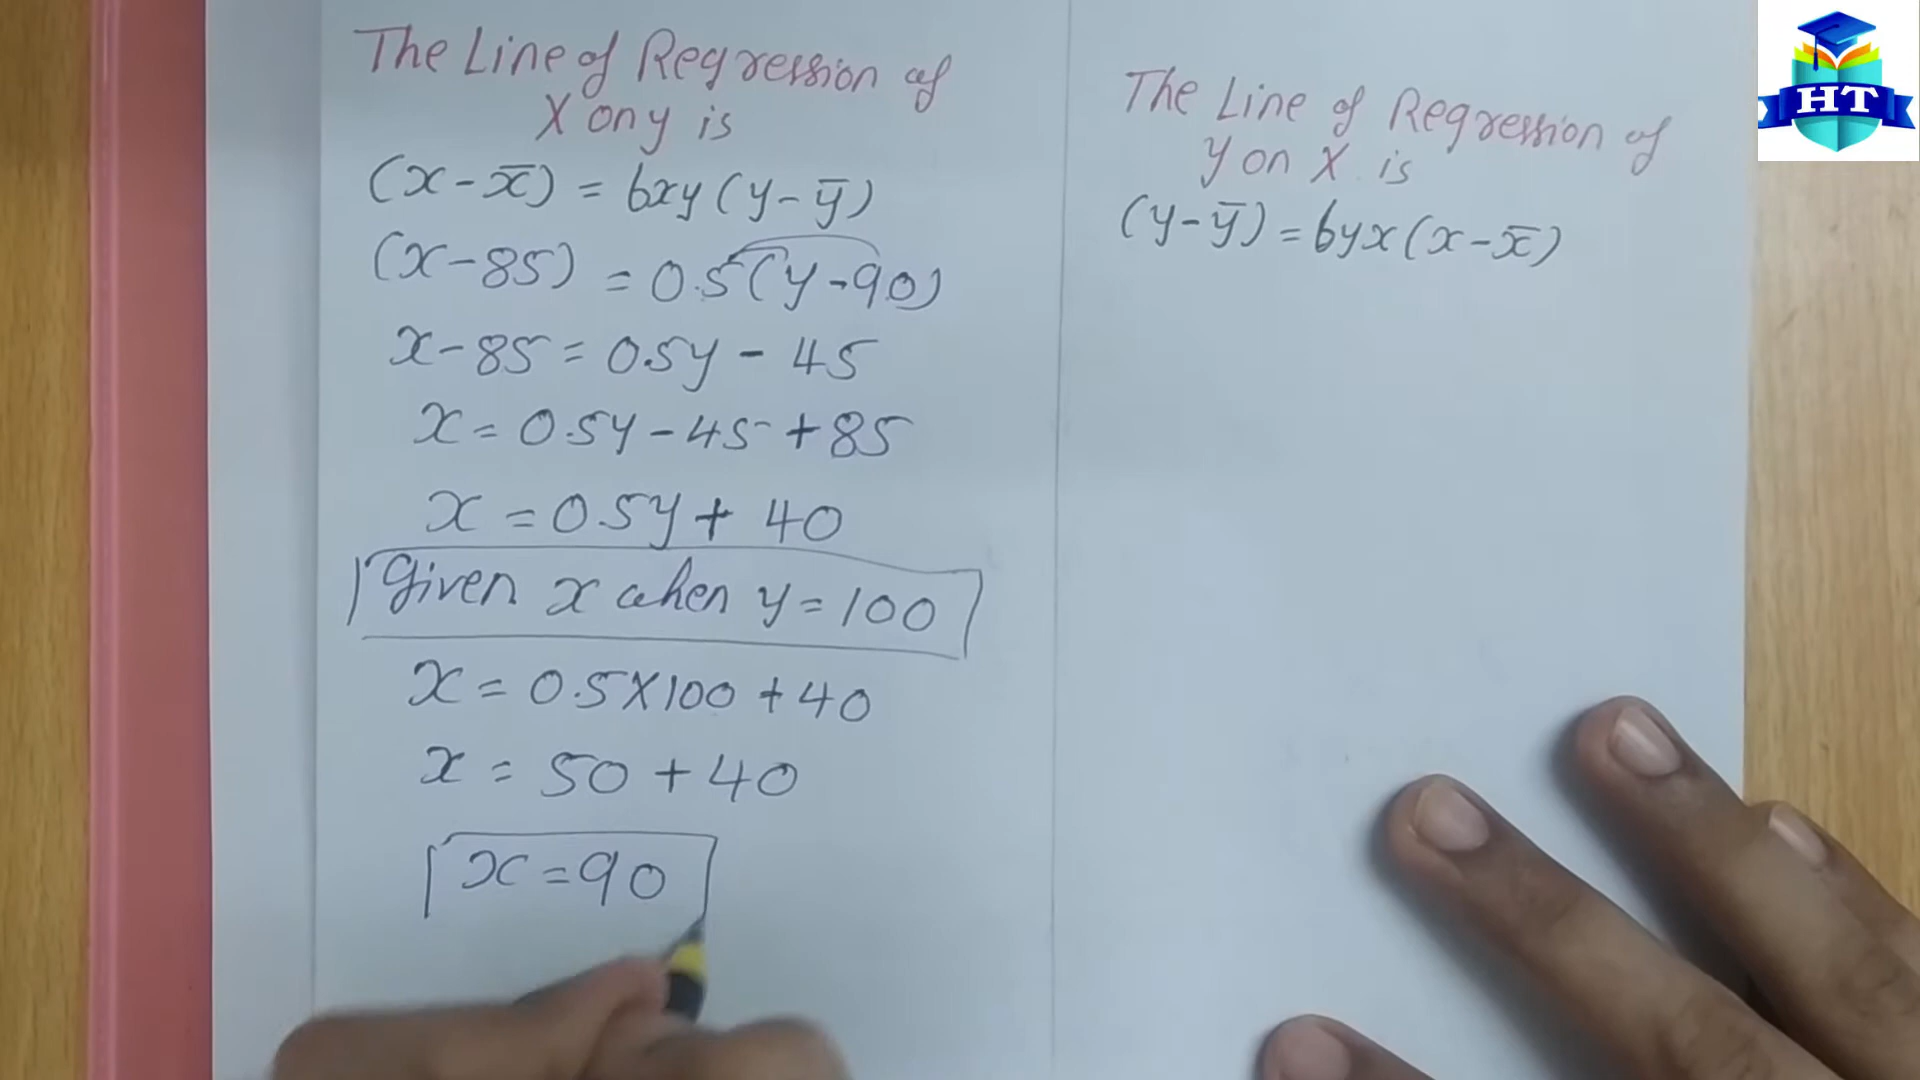 The Line of Regression of
X on y is
(x - x̄) = bxy (y - ȳ)
(x - 85) = 0.5 (y - 90)
x - 85 = 0.5y - 45
x = 0.5y - 45 + 85
x = 0.5y + 40
Given x when y = 100
x = 0.5 X 100 + 40
x = 50 + 40
x = 90
The Line of Regression of
y on X is
(y - ȳ) = byx (x - x̄)
HT